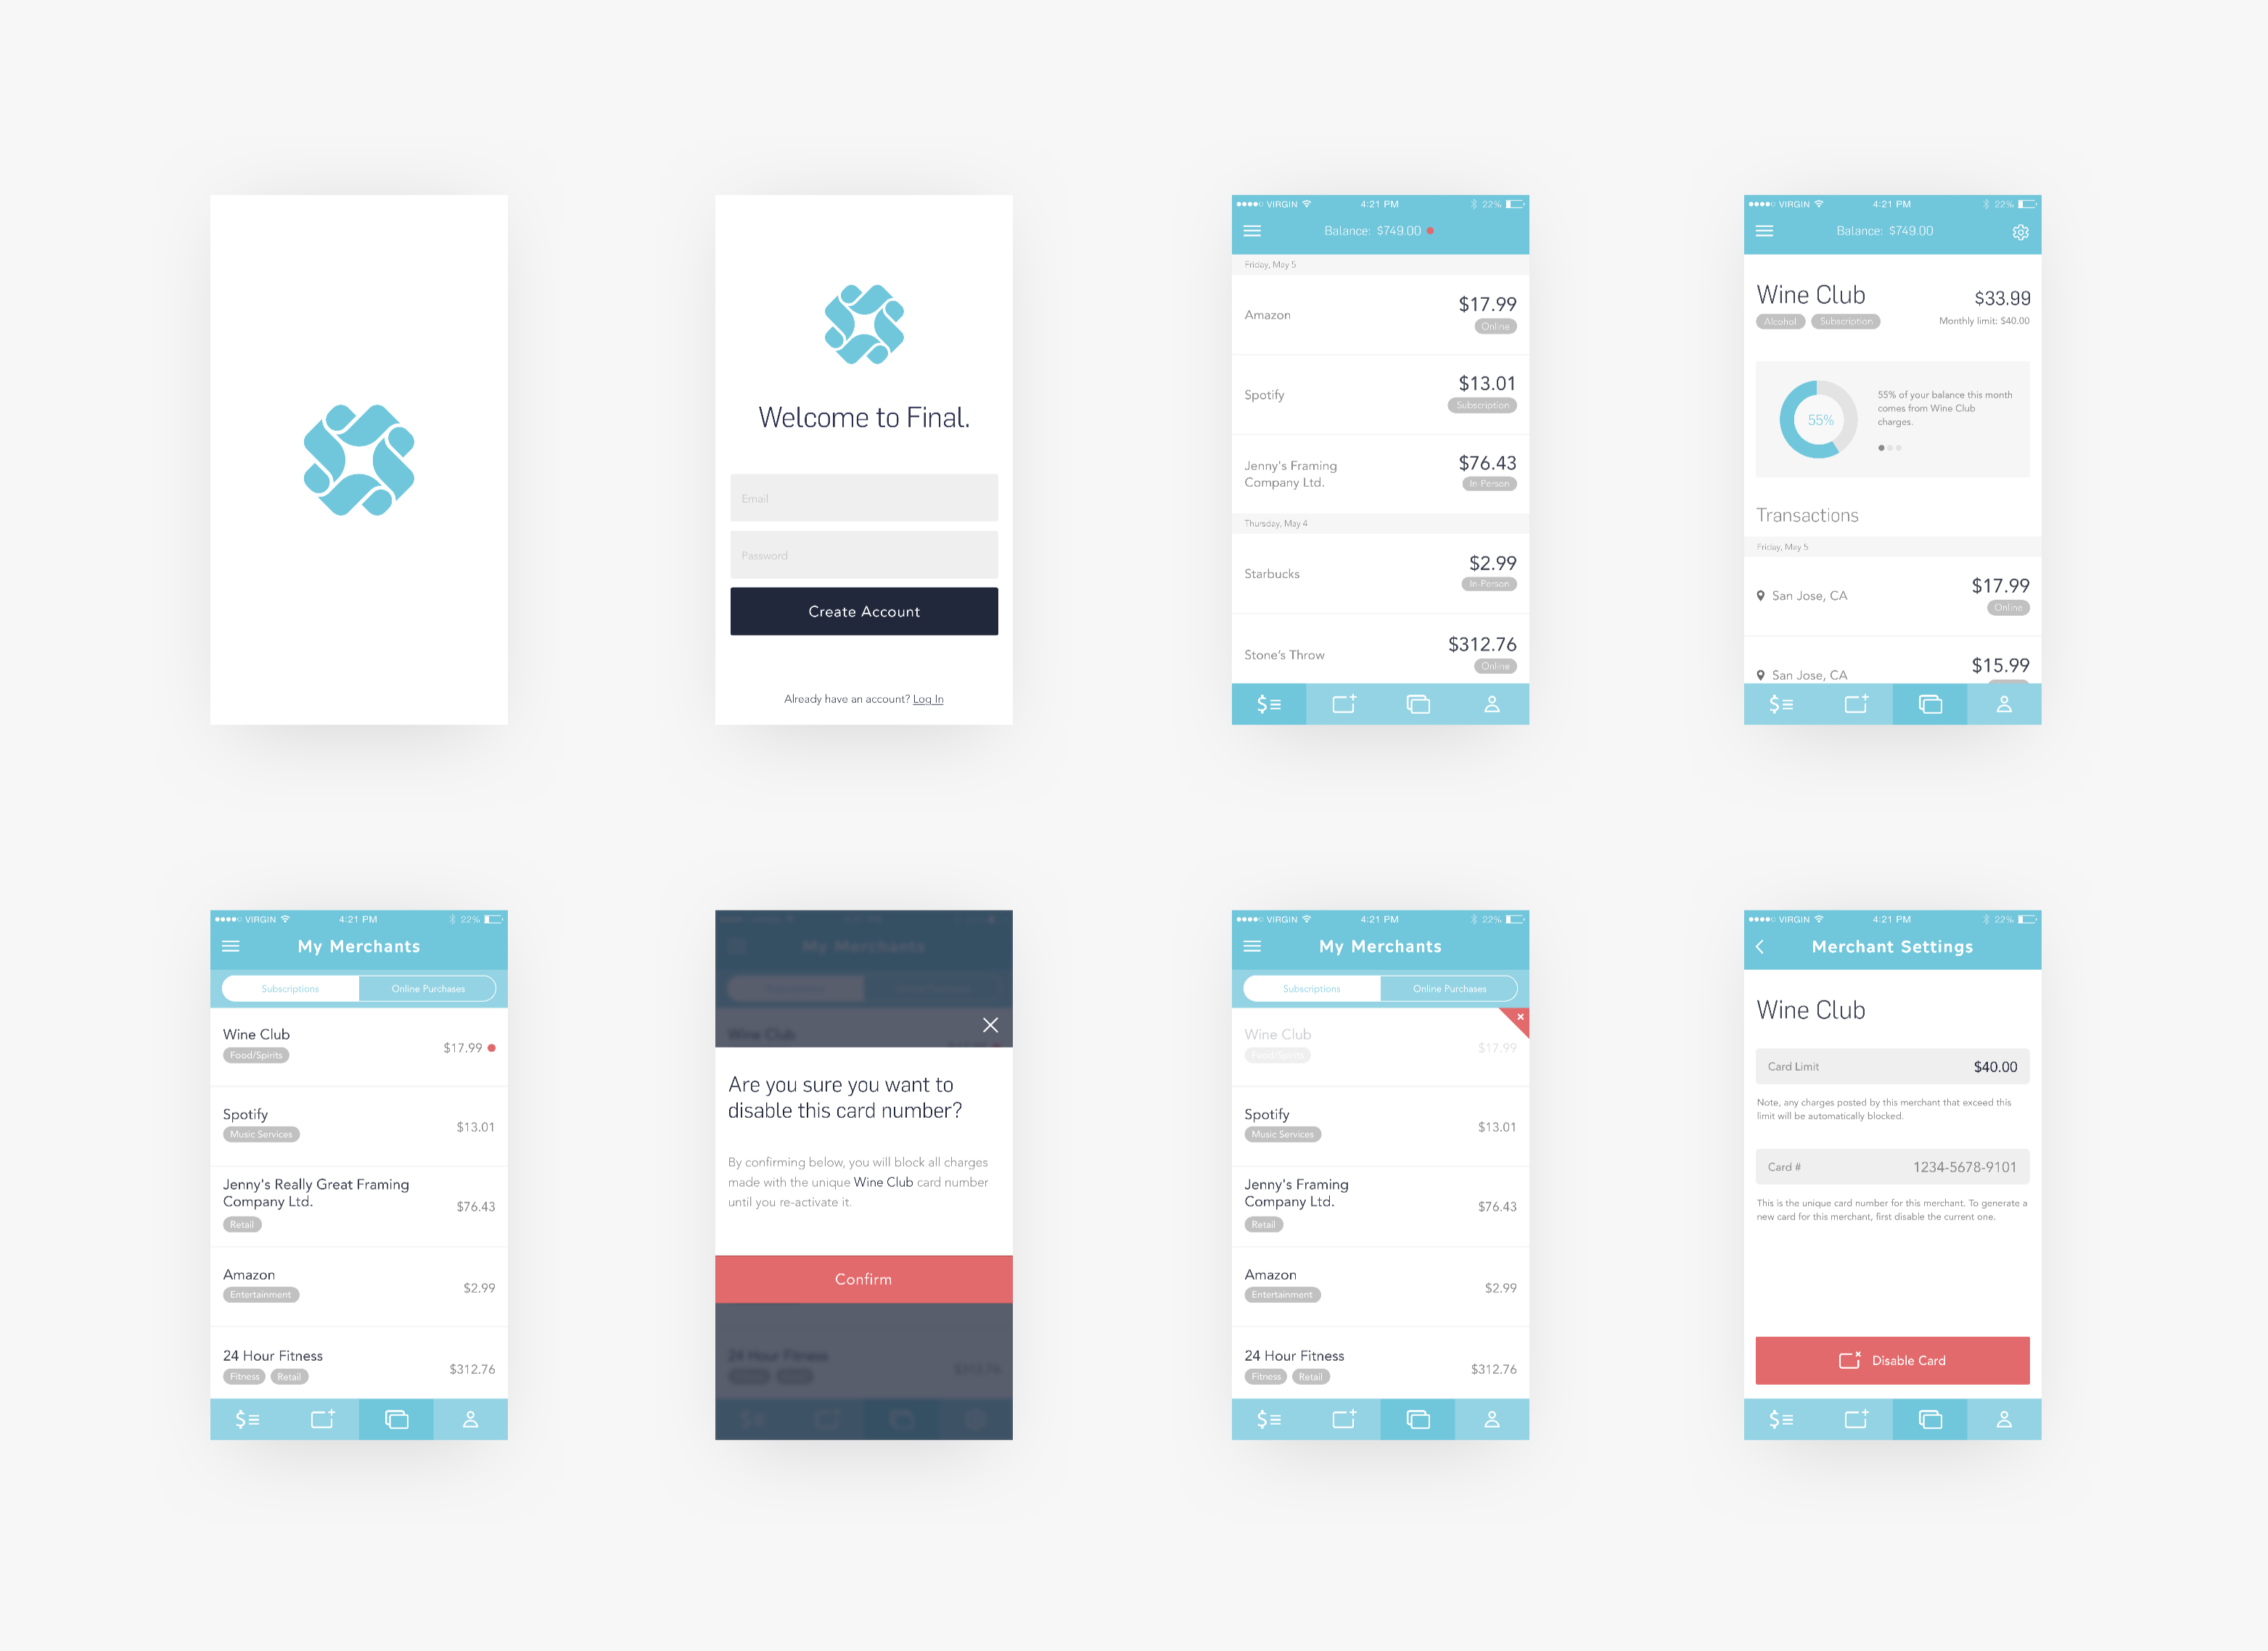 Welcome to Final.
Email
Password
Create Account
Already have an account? Log In
VIRGIN 4:21 PM 22%
Balance: $749.00
Friday, May 5
Amazon $17.99
Online
Spotify $13.01
Subscription
Jenny's Framing
Company Ltd.
$76.43
In-Person
Thursday, May 4
Starbucks $2.99
In-Person
Stone's Throw $312.76
Online
VIRGIN 4:21 PM 22%
Balance: $749.00
Wine Club $33.99
Alcohol Subscription Monthly limit: $40.00
55%
55% of your balance this month
comes from Wine Club
charges.
Transactions
Friday, May 5
San Jose, CA $17.99
Online
San Jose, CA $15.99
VIRGIN 4:21 PM 22%
My Merchants
Subscriptions Online Purchases
Wine Club
Food/Spirits
$17.99
Spotify
Music Services
$13.01
Jenny's Really Great Framing
Company Ltd.
Retail
$76.43
Amazon
Entertainment
$2.99
24 Hour Fitness
Fitness Retail
$312.76
My Merchants
Wine Club
Are you sure you want to
disable this card number?
By confirming below, you will block all charges
made with the unique Wine Club card number
until you re-activate it.
Confirm
24 Hour Fitness
$312.76
VIRGIN 4:21 PM 22%
My Merchants
Subscriptions Online Purchases
Wine Club
Food/Spirits
$17.99
Spotify
Music Services
$13.01
Jenny's Framing
Company Ltd.
Retail
$76.43
Amazon
Entertainment
$2.99
24 Hour Fitness
Fitness Retail
$312.76
VIRGIN 4:21 PM 22%
Merchant Settings
Wine Club
Card Limit $40.00
Note, any charges posted by this merchant that exceed this
limit will be automatically blocked.
Card # 1234-5678-9101
This is the unique card number for this merchant. To generate a
new card for this merchant, first disable the current one.
Disable Card